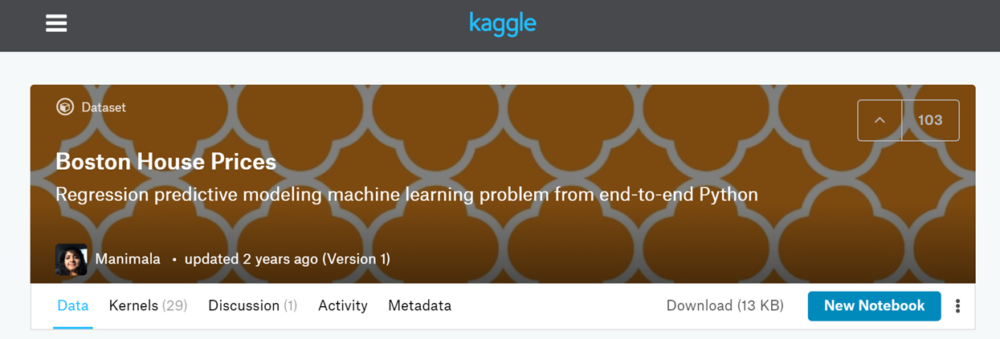 kaggle
Dataset
103
Boston House Prices
Regression predictive modeling machine learning problem from end-to-end Python
Manimala • updated 2 years ago (Version 1)
Data Kernels (29) Discussion (1) Activity Metadata Download (13 KB) New Notebook